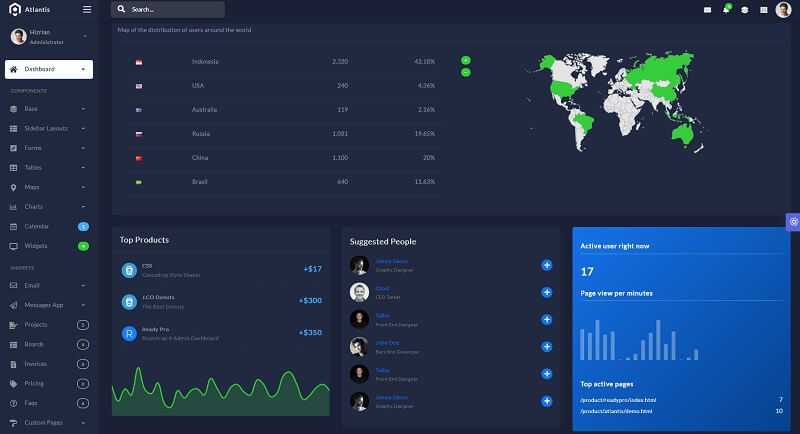 Atlantis
Search...
Hizrian
Administrator
Dashboard
COMPONENTS
Base
Sidebar Layouts
Forms
Tables
Maps
Charts
Calendar 1
Widgets 4
SNIPPETS
Email
Messages App
Projects 5
Boards 4
Invoices 6
Pricing 6
Faqs 6
Custom Pages
Map of the distribution of users around the world
Indonesia 2.320 42.18%
USA 240 4.36%
Australia 119 2.16%
Russia 1.081 19.65%
China 1.100 20%
Brasil 640 11.63%
Top Products
CSS
Cascading Style Sheets
+$17
J.CO Donuts
The Best Donuts
+$300
Ready Pro
Bootstrap 4 Admin Dashboard
+$350
Suggested People
Jimmy Denis
Graphic Designer
Chad
CEO Zeleaf
Talha
Front End Designer
John Doe
Back End Developer
Talha
Front End Designer
Jimmy Denis
Graphic Designer
Active user right now
17
Page view per minutes
Top active pages
/product/readypro/index.html 7
/product/atlantis/demo.html 10